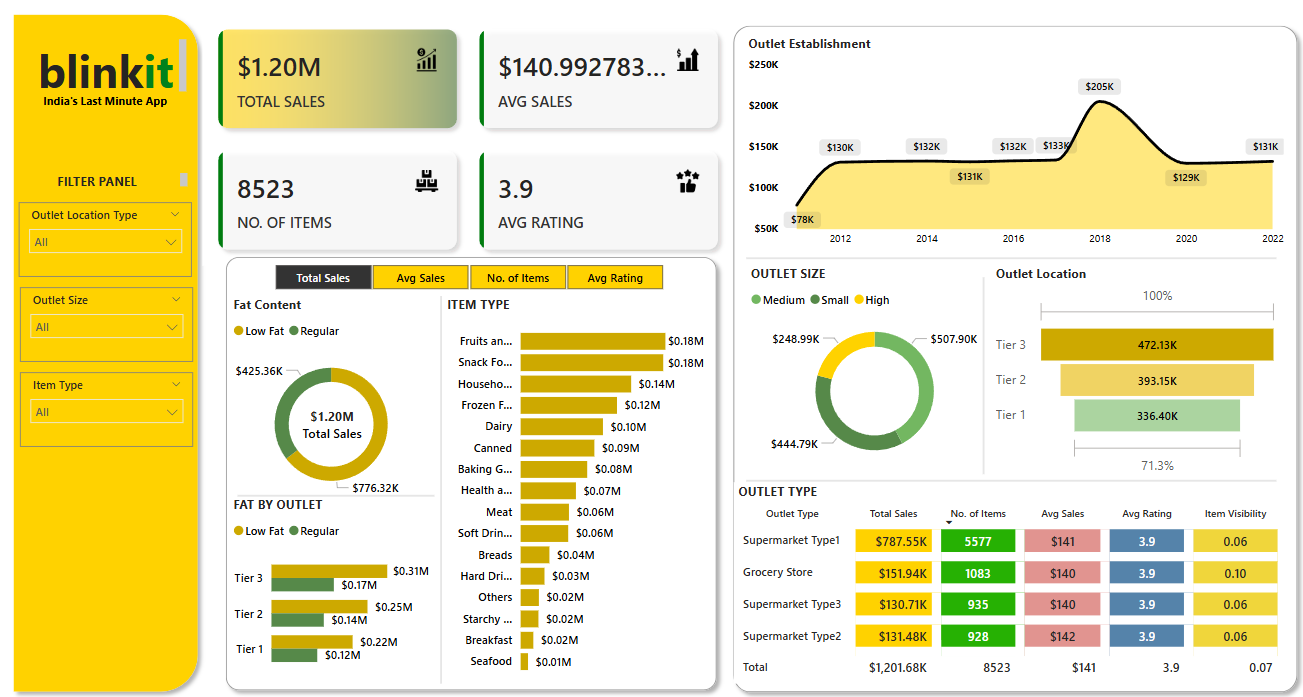 blinkit
India's Last Minute App
FILTER PANEL
Outlet Location Type
All
Outlet Size
All
Item Type
All
$1.20M
TOTAL SALES
$140.992783...
AVG SALES
8523
NO. OF ITEMS
3.9
AVG RATING
Total Sales Avg Sales No. of Items Avg Rating
Fat Content
Low Fat Regular
$425.36K
$1.20M
Total Sales
$776.32K
FAT BY OUTLET
Low Fat Regular
Tier 3 $0.31M
$0.17M
Tier 2 $0.25M
$0.14M
Tier 1 $0.22M
$0.12M
ITEM TYPE
Fruits an... $0.18M
Snack Fo... $0.18M
Househo... $0.14M
Frozen F... $0.12M
Dairy $0.10M
Canned $0.09M
Baking G... $0.08M
Health a... $0.07M
Meat $0.06M
Soft Drin... $0.06M
Breads $0.04M
Hard Dri... $0.03M
Others $0.02M
Starchy ... $0.02M
Breakfast $0.02M
Seafood $0.01M
Outlet Establishment
$250K
$200K
$150K
$100K
$50K
$78K
$130K
$132K
$131K
$132K
$133K
$205K
$129K
$131K
2012 2014 2016 2018 2020 2022
OUTLET SIZE
Medium Small High
$248.99K
$507.90K
$444.79K
Outlet Location
100%
Tier 3 472.13K
Tier 2 393.15K
Tier 1 336.40K
71.3%
OUTLET TYPE
Outlet Type Total Sales No. of Items Avg Sales Avg Rating Item Visibility
Supermarket Type1 $787.55K 5577 $141 3.9 0.06
Grocery Store $151.94K 1083 $140 3.9 0.10
Supermarket Type3 $130.71K 935 $140 3.9 0.06
Supermarket Type2 $131.48K 928 $142 3.9 0.06
Total $1,201.68K 8523 $141 3.9 0.07